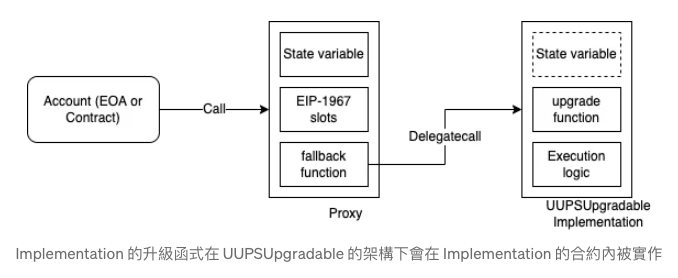 Account (EOA or
Contract)
Call
State variable
EIP-1967
slots
fallback
function
Proxy
Delegatecall
State variable
upgrade
function
Execution
logic
UUPSUpgradable
Implementation
Implementation 的升級函式在 UUPSUpgradable 的架構下會在 Implementation 的合約內被實作